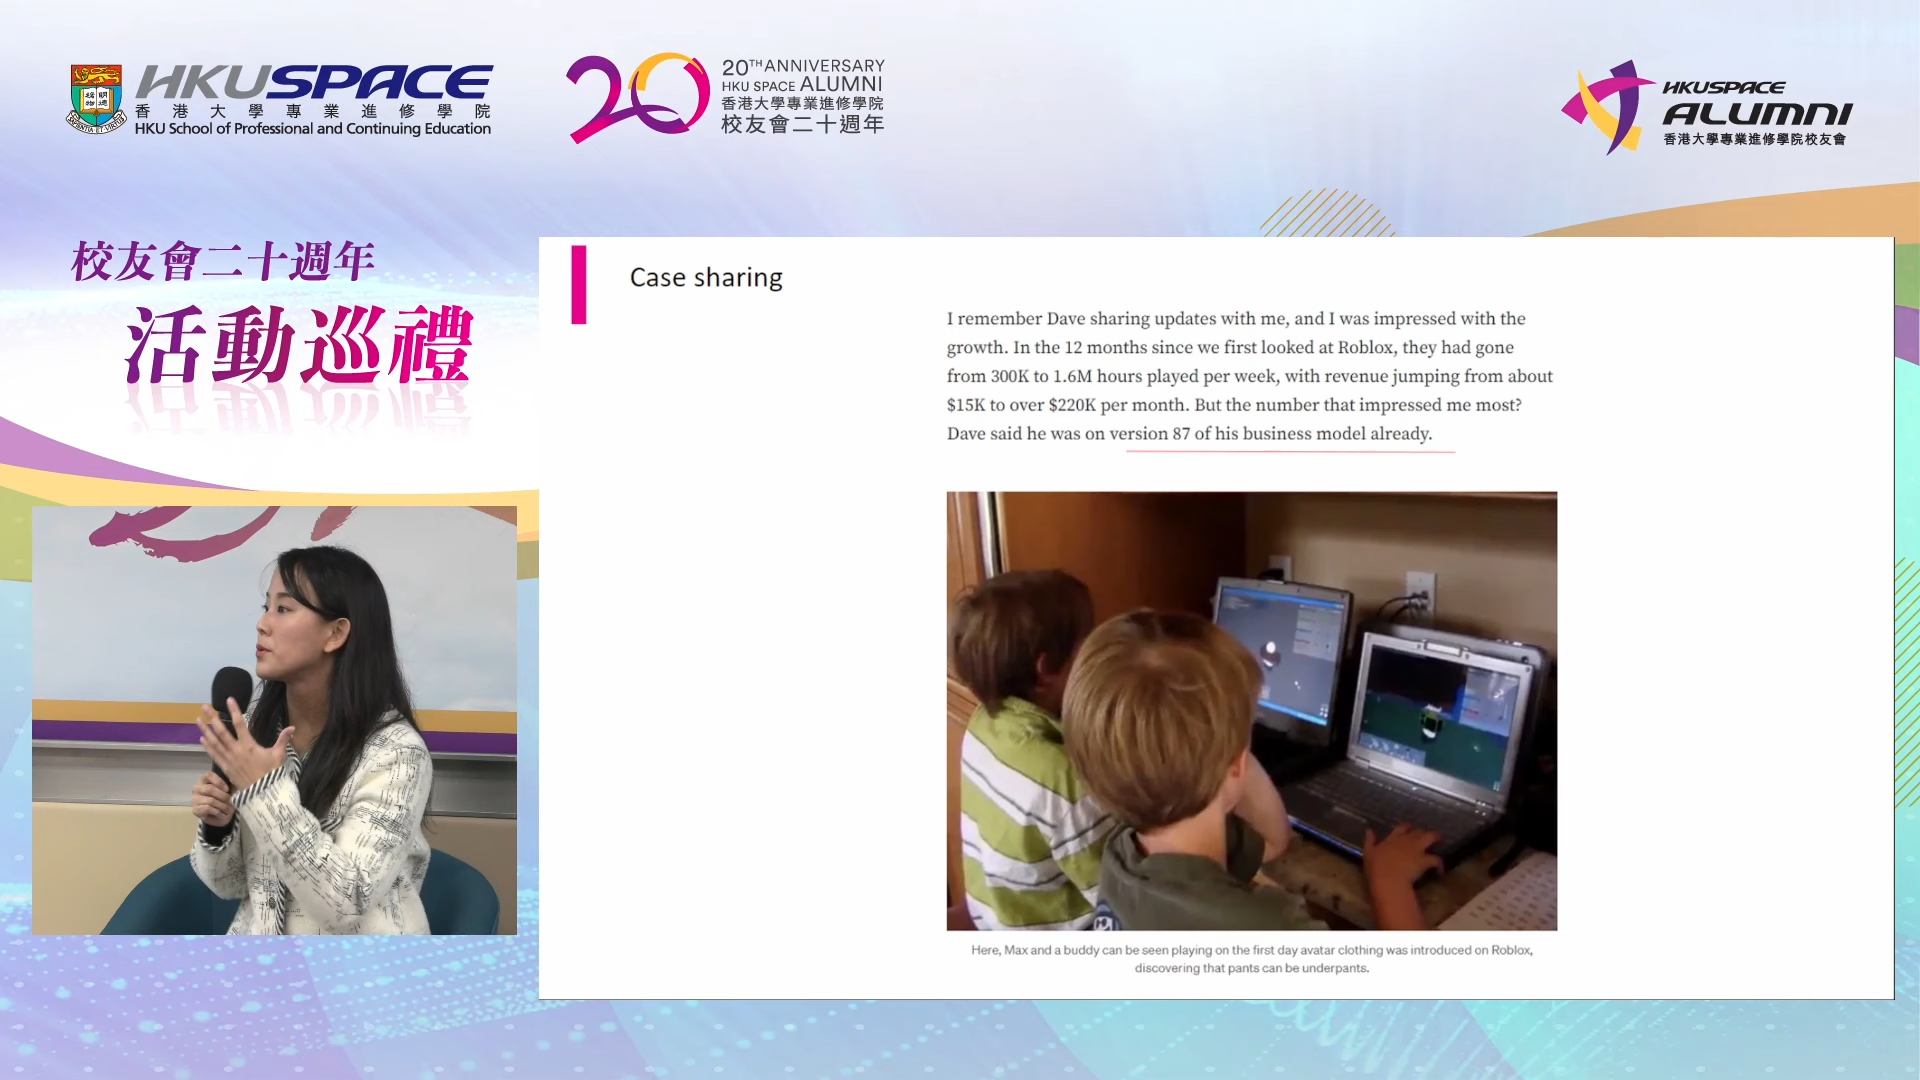 HKUSPACE
香港大學專業進修學院
HKU School of Professional and Continuing Education
20TH ANNIVERSARY
HKU SPACE ALUMNI
香港大學專業進修學院
校友會二十週年
HKUSPACE
ALUMNI
香港大學專業進修學院校友會
校友會二十週年
活動巡禮
Case sharing
I remember Dave sharing updates with me, and I was impressed with the
growth. In the 12 months since we first looked at Roblox, they had gone
from 300K to 1.6M hours played per week, with revenue jumping from about
$15K to over $220K per month. But the number that impressed me most?
Dave said he was on version 87 of his business model already.
Here, Max and a buddy can be seen playing on the first day avatar clothing was introduced on Roblox,
discovering that pants can be underpants.